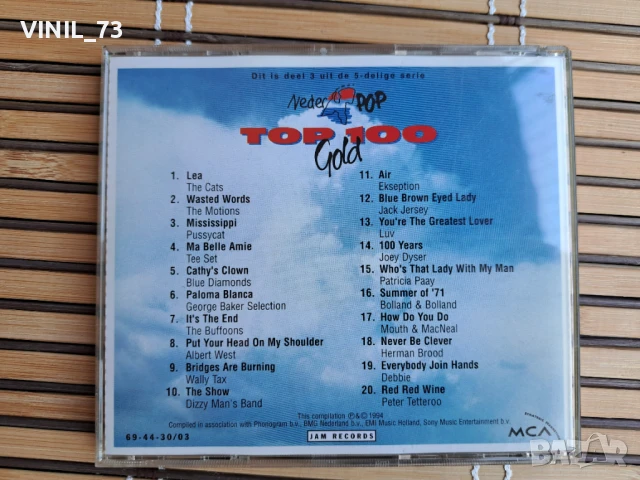 VINIL_73
Dit is deel 3 uit de 5-delige serie
Neder POP
TOP 100
Gold
1. Lea
The Cats
2. Wasted Words
The Motions
3. Mississippi
Pussycat
4. Ma Belle Amie
Tee Set
5. Cathy's Clown
Blue Diamonds
6. Paloma Blanca
George Baker Selection
7. It's The End
The Buffoons
8. Put Your Head On My Shoulder
Albert West
9. Bridges Are Burning
Wally Tax
10. The Show
Dizzy Man's Band
11. Air
Ekseption
12. Blue Brown Eyed Lady
Jack Jersey
13. You're The Greatest Lover
Luv
14. 100 Years
Joey Dyser
15. Who's That Lady With My Man
Patricia Paay
16. Summer of '71
Bolland & Bolland
17. How Do You Do
Mouth & MacNeal
18. Never Be Clever
Herman Brood
19. Everybody Join Hands
Debbie
20. Red Red Wine
Peter Tetteroo
This compilation ℗&© 1994
Compiled in association with Phonogram b.v., BMG Nederland b.v., EMI Music Holland, Sony Music Entertainment b.v.
69-44-30/03
JAM RECORDS
MCA
BAZAR